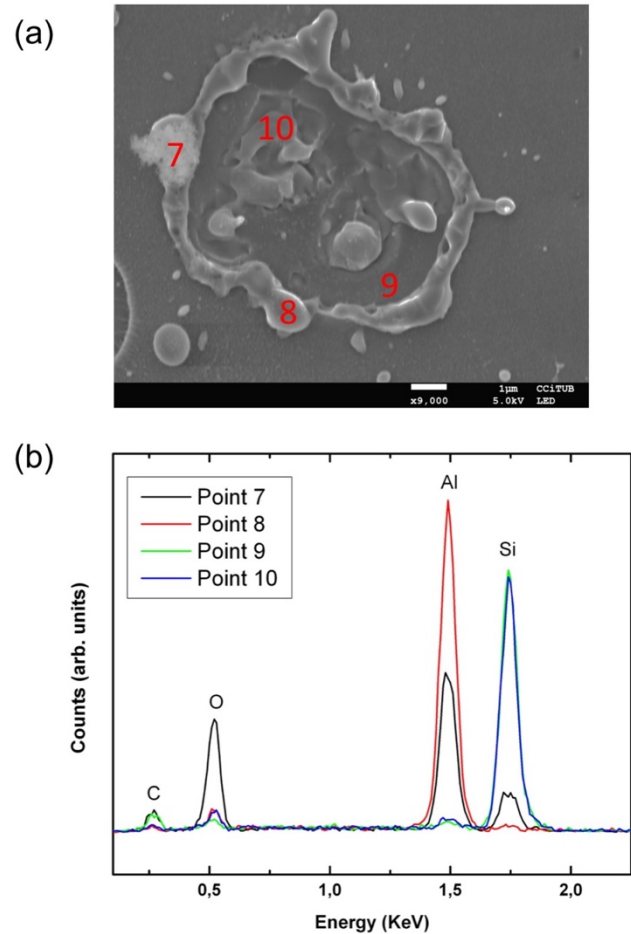 (a)
7
10
9
8
1µm CCiTUB
x9,000 5.0kV LED
(b)
Point 7
Point 8
Point 9
Point 10
Al
Si
O
C
Counts (arb. units)
0,5 1,0 1,5 2,0
Energy (KeV)